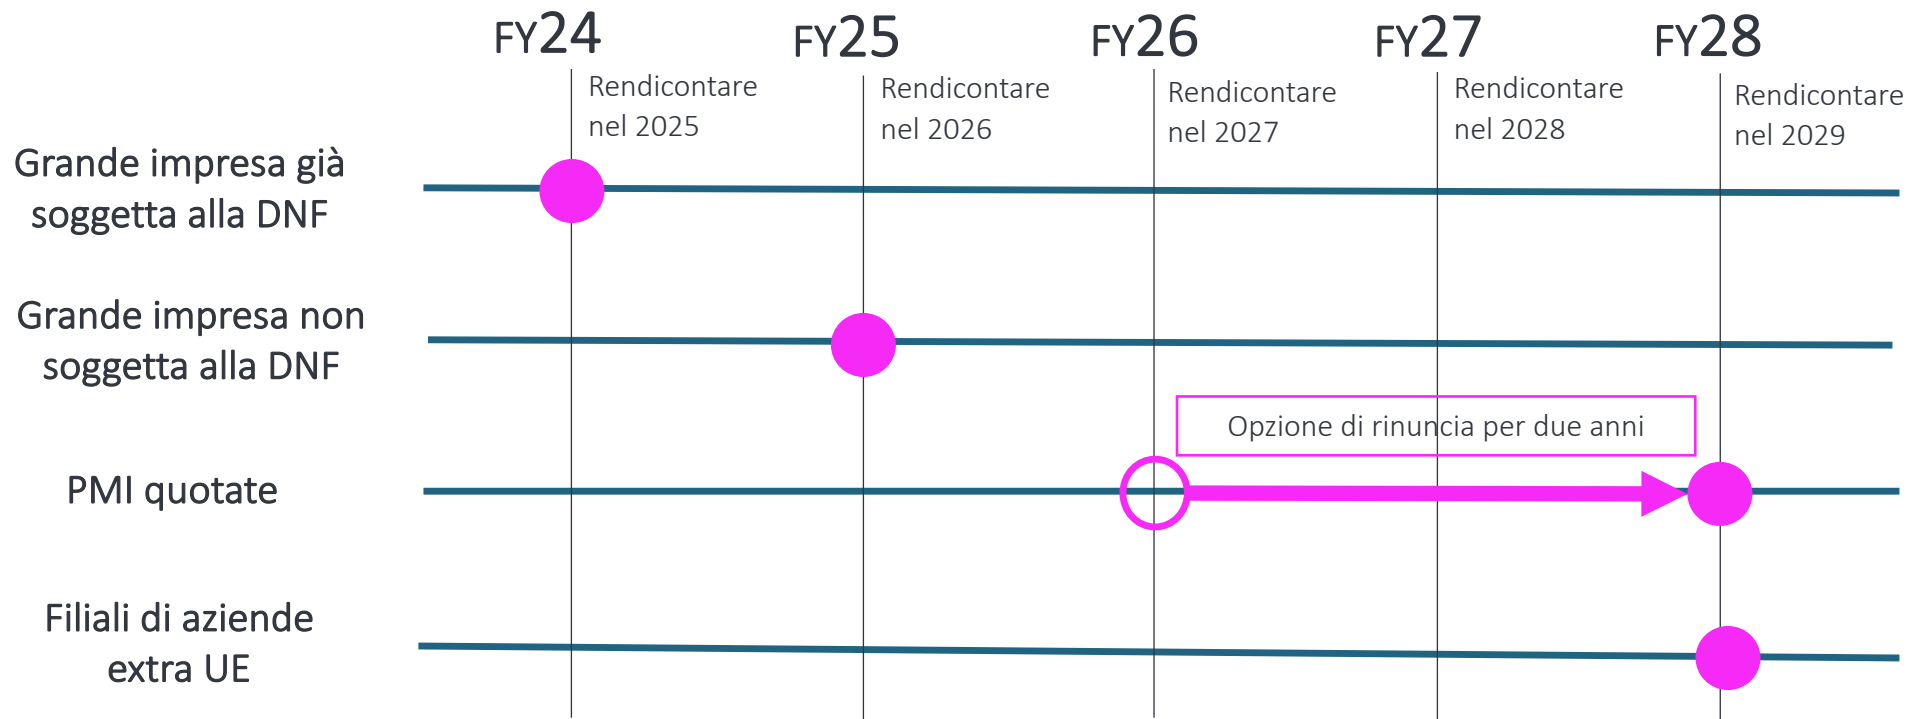 FY24
FY25
FY26
FY27
FY28
Rendicontare
nel 2025
Rendicontare
nel 2026
Rendicontare
nel 2027
Rendicontare
nel 2028
Rendicontare
nel 2029
Grande impresa già
soggetta alla DNF
Grande impresa non
soggetta alla DNF
Opzione di rinuncia per due anni
PMI quotate
Filiali di aziende
extra UE